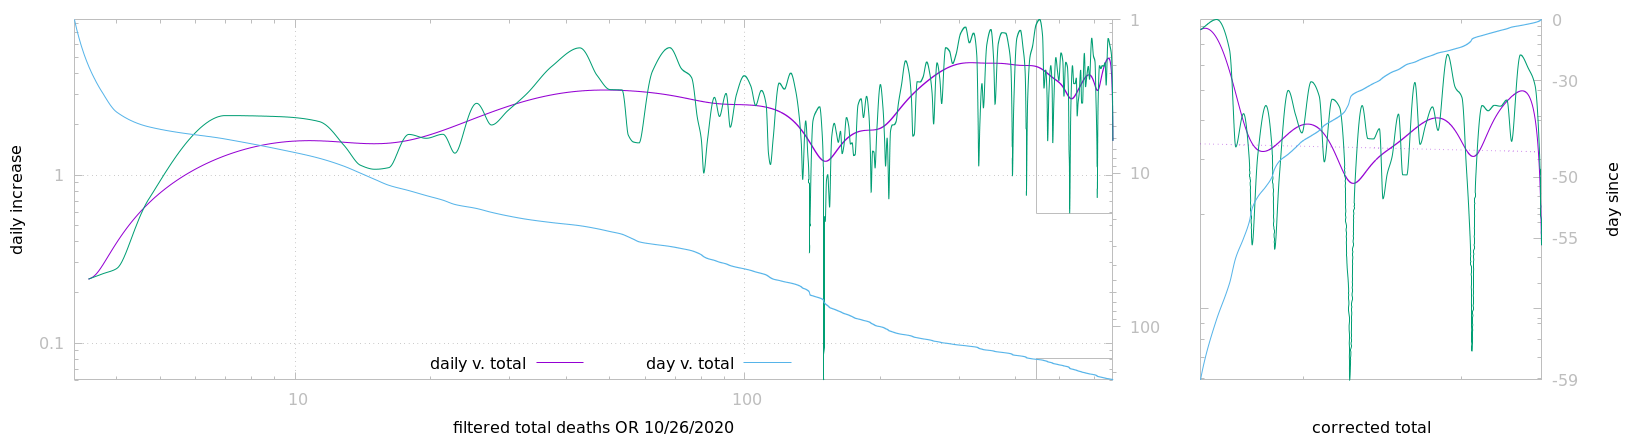 1
0
daily increase
day since
1
0.1
1
10
100
-30
-50
-55
-59
daily v. total
day v. total
10
100
filtered total deaths OR 10/26/2020
corrected total